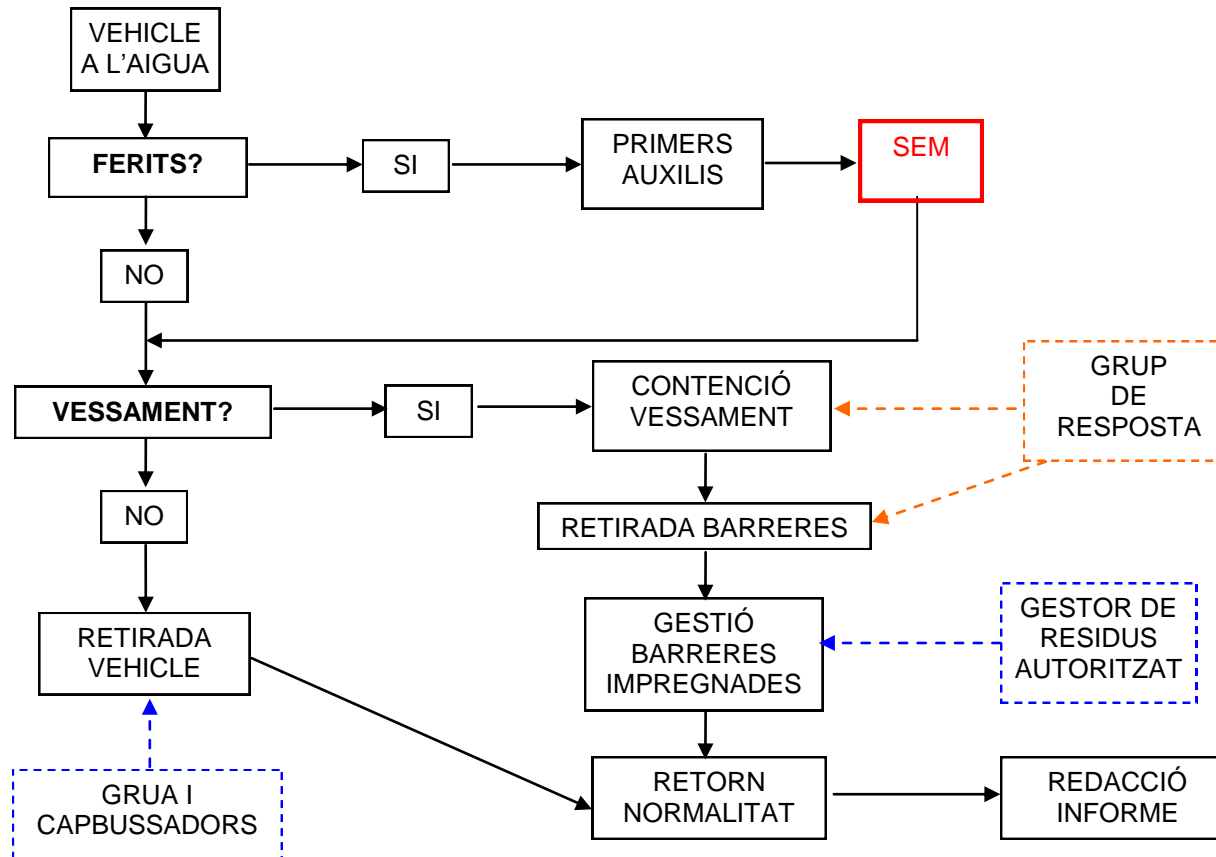 VEHICLE
A L’AIGUA
FERITS?
SI
PRIMERS
AUXILIS
SEM
NO
VESSAMENT?
SI
CONTENCIÓ
VESSAMENT
GRUP
DE
RESPOSTA
NO
RETIRADA BARRERES
RETIRADA
VEHICLE
GESTIÓ
BARRERES
IMPREGNADES
GESTOR DE
RESIDUS
AUTORITZAT
GRUA I
CAPBUSSADORS
RETORN
NORMALITAT
REDACCIÓ
INFORME